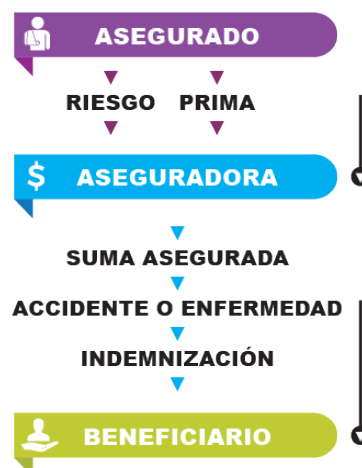 ASEGURADO
RIESGO PRIMA
$ ASEGURADORA
SUMA ASEGURADA
ACCIDENTE O ENFERMEDAD
INDEMNIZACIÓN
BENEFICIARIO